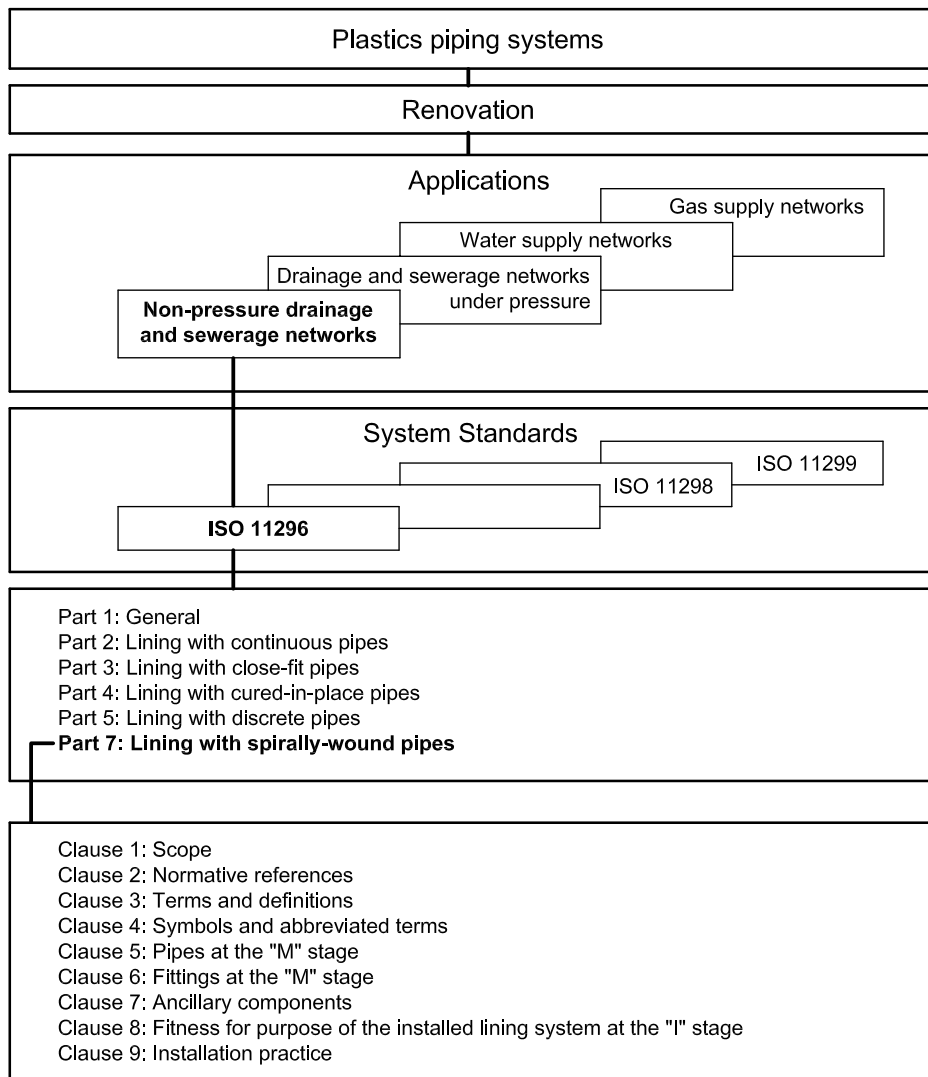 Plastics piping systems
Renovation
Applications
Gas supply networks
Water supply networks
Drainage and sewerage networks
under pressure
Non-pressure drainage
and sewerage networks
System Standards
ISO 11299
ISO 11298
ISO 11296
Part 1: General
Part 2: Lining with continuous pipes
Part 3: Lining with close-fit pipes
Part 4: Lining with cured-in-place pipes
Part 5: Lining with discrete pipes
Part 7: Lining with spirally-wound pipes
Clause 1: Scope
Clause 2: Normative references
Clause 3: Terms and definitions
Clause 4: Symbols and abbreviated terms
Clause 5: Pipes at the "M" stage
Clause 6: Fittings at the "M" stage
Clause 7: Ancillary components
Clause 8: Fitness for purpose of the installed lining system at the "I" stage
Clause 9: Installation practice